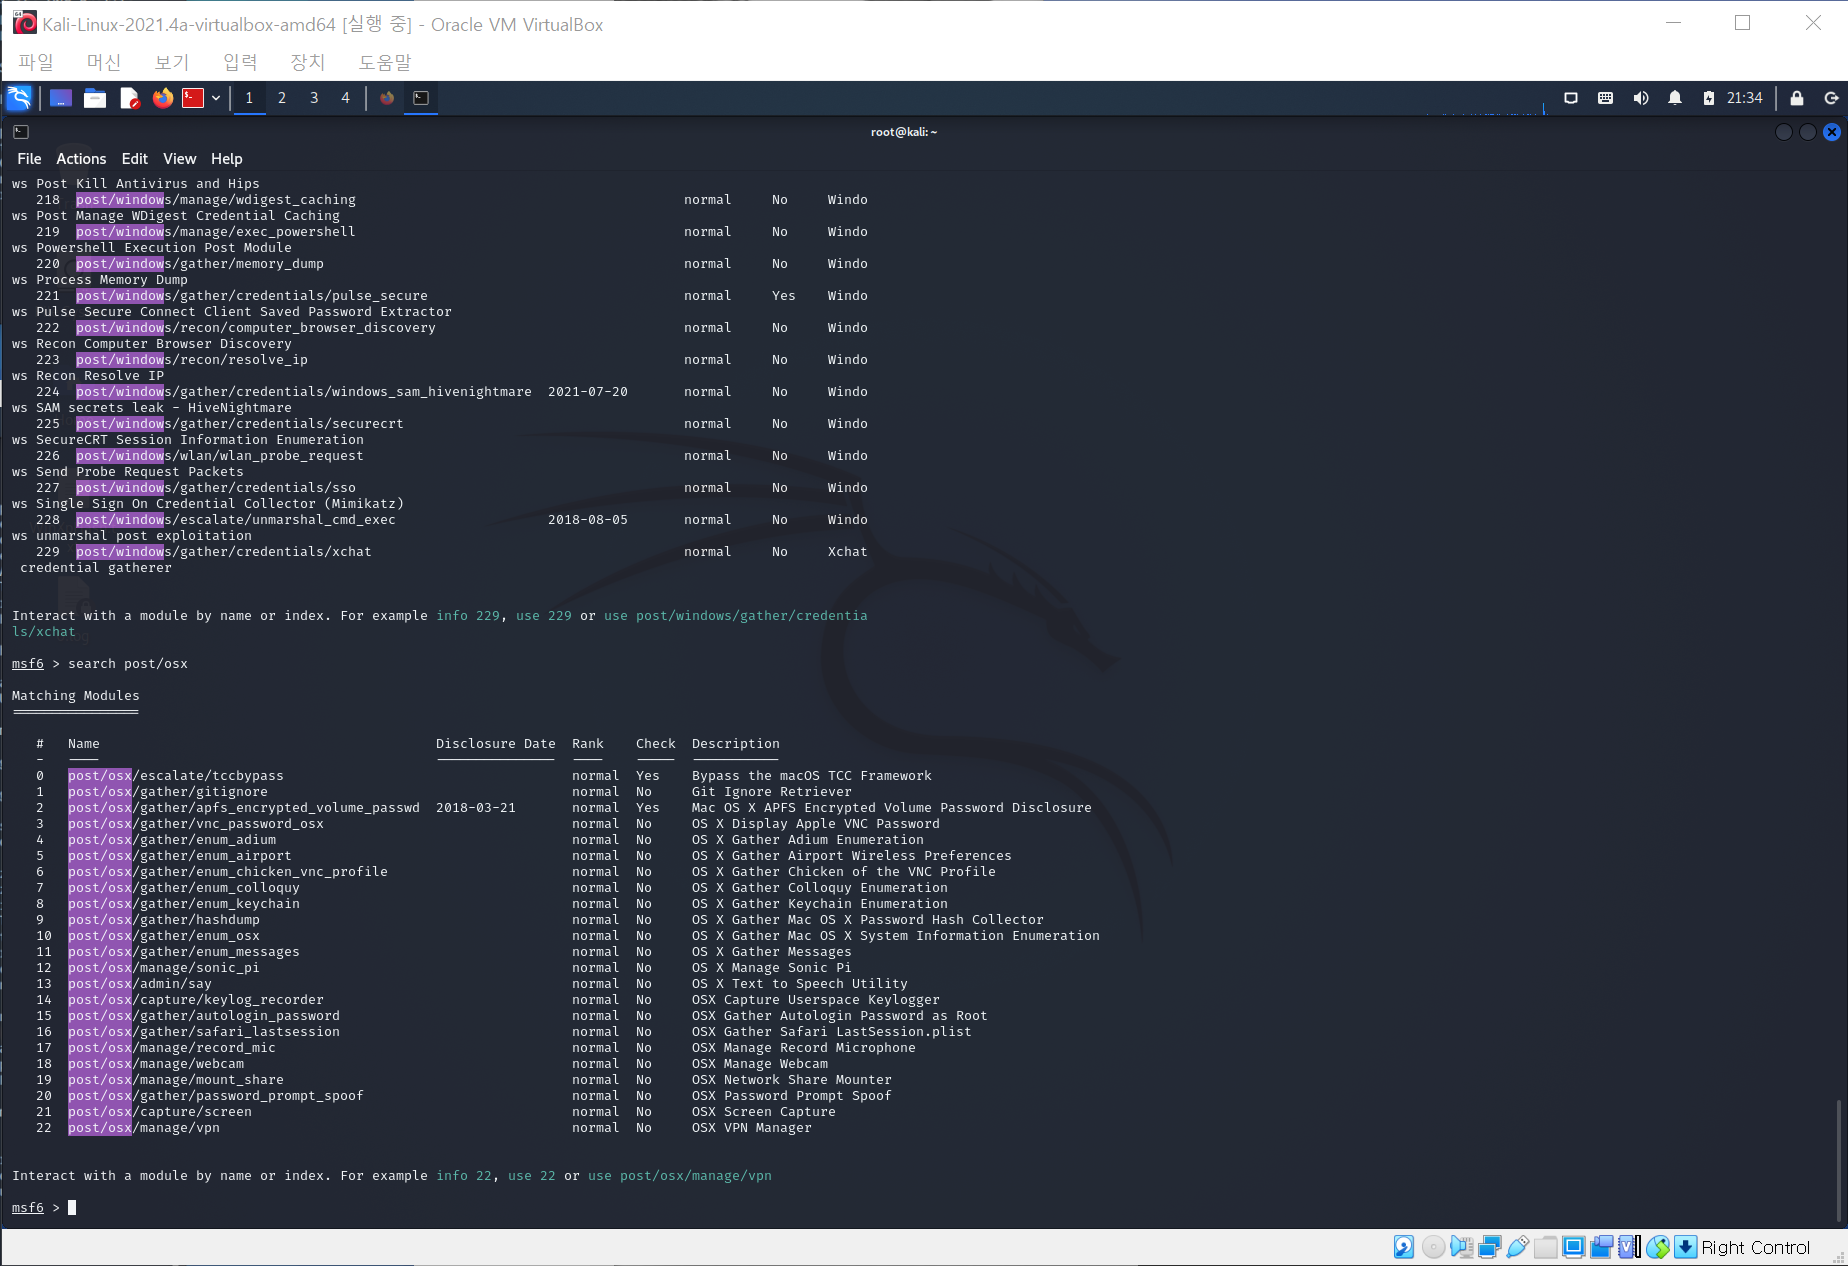 Kali-Linux-2021.4a-virtualbox-amd64 [실행 중] - Oracle VM VirtualBox
파일 머신 보기 입력 장치 도움말
1 2 3 4 21:34
root@kali: ~
File Actions Edit View Help
ws Post Kill Antivirus and Hips
218 post/windows/manage/wdigest_caching normal No Windo
ws Post Manage WDigest Credential Caching
219 post/windows/manage/exec_powershell normal No Windo
ws Powershell Execution Post Module
220 post/windows/gather/memory_dump normal No Windo
ws Process Memory Dump
221 post/windows/gather/credentials/pulse_secure normal Yes Windo
ws Pulse Secure Connect Client Saved Password Extractor
222 post/windows/recon/computer_browser_discovery normal No Windo
ws Recon Computer Browser Discovery
223 post/windows/recon/resolve_ip normal No Windo
ws Recon Resolve IP
224 post/windows/gather/credentials/windows_sam_hivenightmare 2021-07-20 normal No Windo
ws SAM secrets leak - HiveNightmare
225 post/windows/gather/credentials/securecrt normal No Windo
ws SecureCRT Session Information Enumeration
226 post/windows/wlan/wlan_probe_request normal No Windo
ws Send Probe Request Packets
227 post/windows/gather/credentials/sso normal No Windo
ws Single Sign On Credential Collector (Mimikatz)
228 post/windows/escalate/unmarshal_cmd_exec 2018-08-05 normal No Windo
ws unmarshal post exploitation
229 post/windows/gather/credentials/xchat normal No Xchat
credential gatherer
Interact with a module by name or index. For example info 229, use 229 or use post/windows/gather/credentia
ls/xchat
msf6 > search post/osx
Matching Modules
================
# Name Disclosure Date Rank Check Description
- ---- --------------- ---- ----- -----------
0 post/osx/escalate/tccbypass normal Yes Bypass the macOS TCC Framework
1 post/osx/gather/gitignore normal No Git Ignore Retriever
2 post/osx/gather/apfs_encrypted_volume_passwd 2018-03-21 normal Yes Mac OS X APFS Encrypted Volume Password Disclosure
3 post/osx/gather/vnc_password_osx normal No OS X Display Apple VNC Password
4 post/osx/gather/enum_adium normal No OS X Gather Adium Enumeration
5 post/osx/gather/enum_airport normal No OS X Gather Airport Wireless Preferences
6 post/osx/gather/enum_chicken_vnc_profile normal No OS X Gather Chicken of the VNC Profile
7 post/osx/gather/enum_colloquy normal No OS X Gather Colloquy Enumeration
8 post/osx/gather/enum_keychain normal No OS X Gather Keychain Enumeration
9 post/osx/gather/hashdump normal No OS X Gather Mac OS X Password Hash Collector
10 post/osx/gather/enum_osx normal No OS X Gather Mac OS X System Information Enumeration
11 post/osx/gather/enum_messages normal No OS X Gather Messages
12 post/osx/manage/sonic_pi normal No OS X Manage Sonic Pi
13 post/osx/admin/say normal No OS X Text to Speech Utility
14 post/osx/capture/keylog_recorder normal No OSX Capture Userspace Keylogger
15 post/osx/gather/autologin_password normal No OSX Gather Autologin Password as Root
16 post/osx/gather/safari_lastsession normal No OSX Gather Safari LastSession.plist
17 post/osx/manage/record_mic normal No OSX Manage Record Microphone
18 post/osx/manage/webcam normal No OSX Manage Webcam
19 post/osx/manage/mount_share normal No OSX Network Share Mounter
20 post/osx/gather/password_prompt_spoof normal No OSX Password Prompt Spoof
21 post/osx/capture/screen normal No OSX Screen Capture
22 post/osx/manage/vpn normal No OSX VPN Manager
Interact with a module by name or index. For example info 22, use 22 or use post/osx/manage/vpn
msf6 >
Right Control